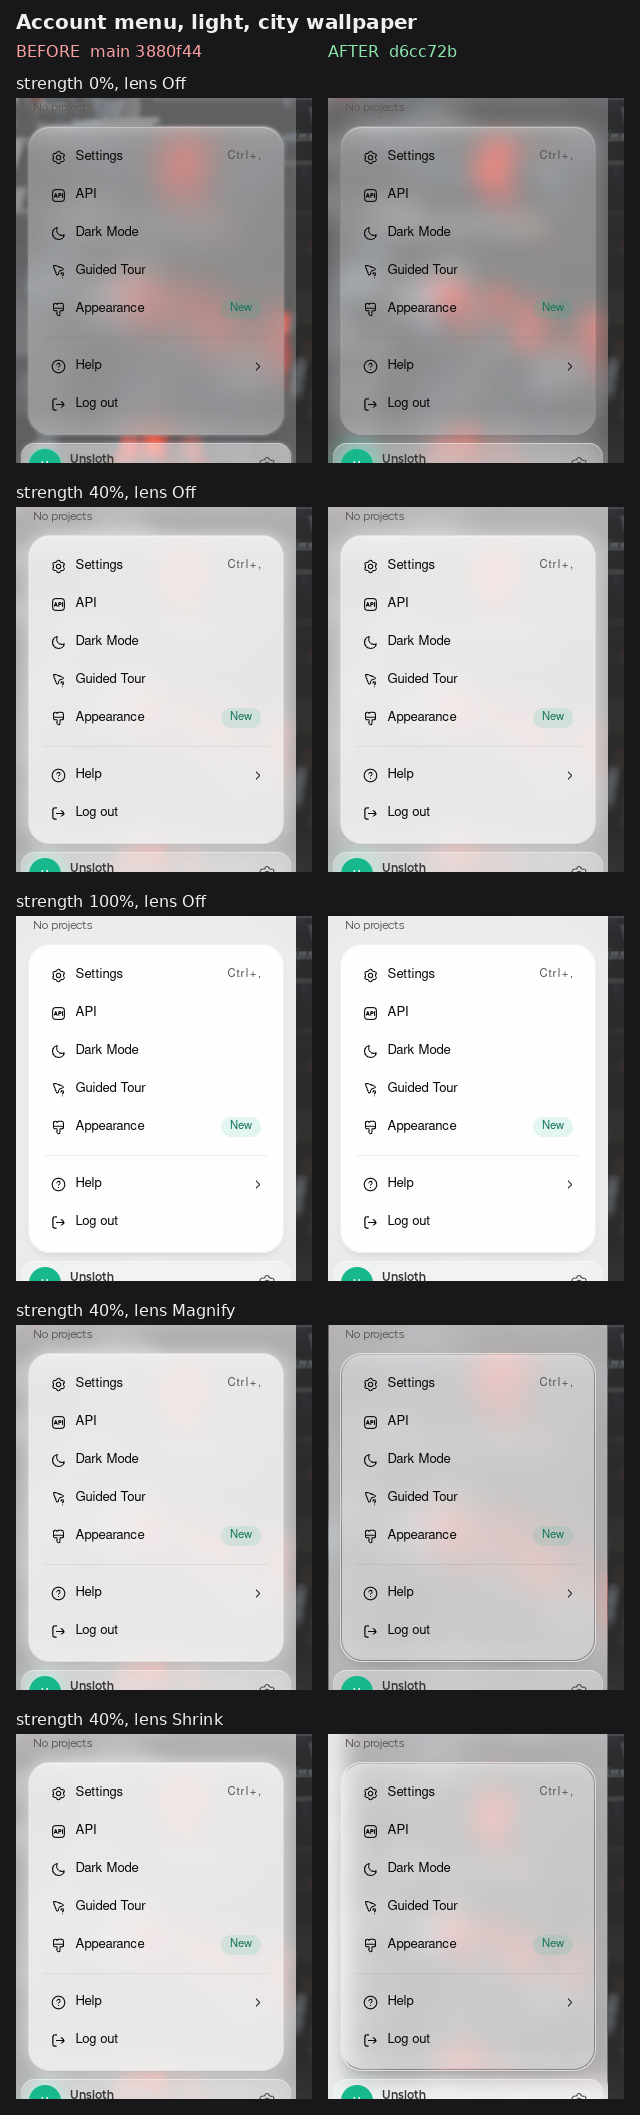 Account menu, light, city wallpaper
BEFORE main 3880f44 AFTER d6cc72b
strength 0%, lens Off
No projects
Settings Ctrl+, Settings Ctrl+,
API API
Dark Mode Dark Mode
Guided Tour Guided Tour
Appearance New Appearance New
Help Help
Log out Log out
Unsloth Unsloth
strength 40%, lens Off
No projects No projects
Settings Ctrl+, Settings Ctrl+,
API API
Dark Mode Dark Mode
Guided Tour Guided Tour
Appearance New Appearance New
Help Help
Log out Log out
Unsloth Unsloth
strength 100%, lens Off
No projects No projects
Settings Ctrl+, Settings Ctrl+,
API API
Dark Mode Dark Mode
Guided Tour Guided Tour
Appearance New Appearance New
Help Help
Log out Log out
Unsloth Unsloth
strength 40%, lens Magnify
No projects No projects
Settings Ctrl+, Settings Ctrl+,
API API
Dark Mode Dark Mode
Guided Tour Guided Tour
Appearance New Appearance New
Help Help
Log out Log out
Unsloth Unsloth
strength 40%, lens Shrink
No projects No projects
Settings Ctrl+, Settings Ctrl+,
API API
Dark Mode Dark Mode
Guided Tour Guided Tour
Appearance New Appearance New
Help Help
Log out Log out
Unsloth Unsloth